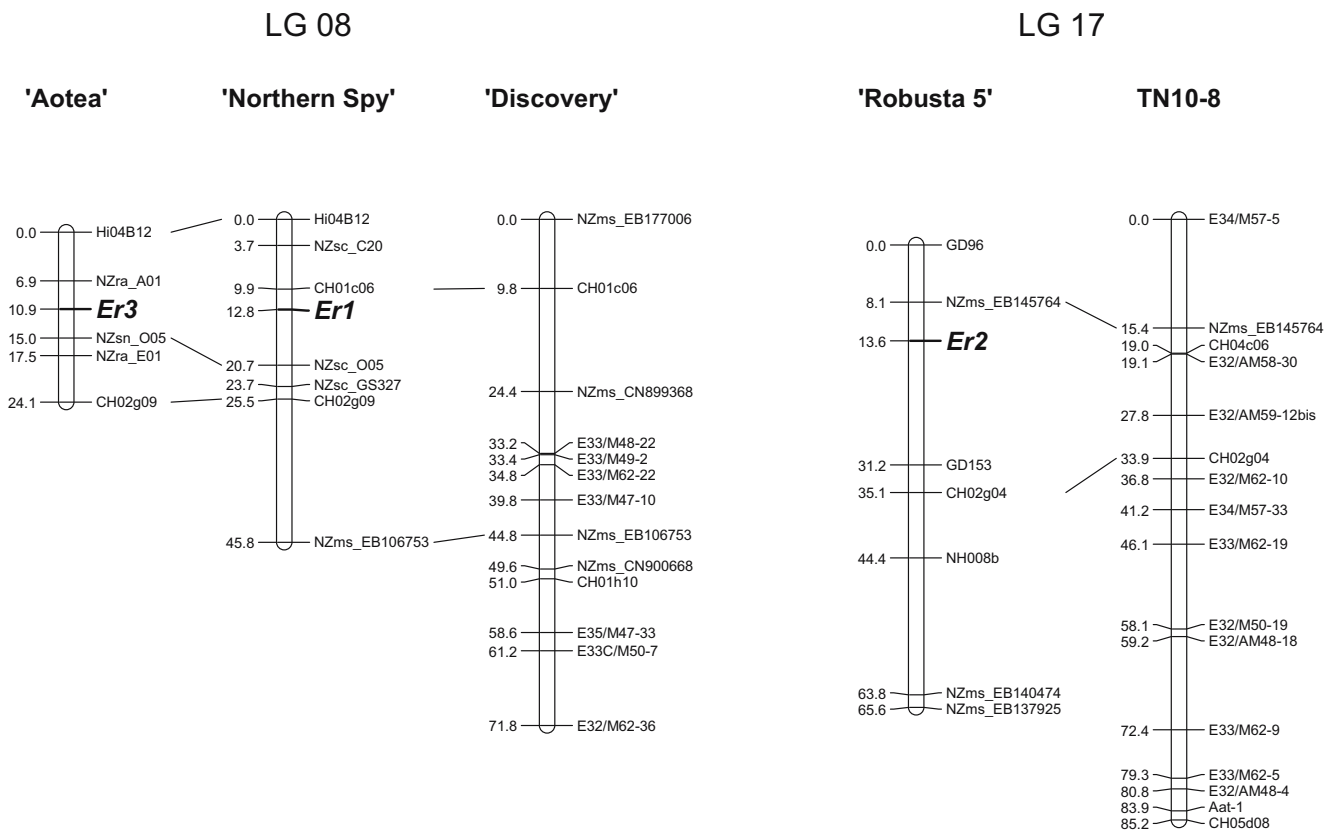 LG 08
LG 17
'Aotea'
'Northern Spy'
'Discovery'
'Robusta 5'
TN10-8
0.0 Hi04B12
6.9 NZra_A01
10.9 Er3
15.0 NZsn_O05
17.5 NZra_E01
24.1 CH02g09
0.0 Hi04B12
3.7 NZsc_C20
9.9 CH01c06
12.8 Er1
20.7 NZsc_O05
23.7 NZsc_GS327
25.5 CH02g09
45.8 NZms_EB106753
0.0 NZms_EB177006
9.8 CH01c06
24.4 NZms_CN899368
33.2 E33/M48-22
33.4 E33/M49-2
34.8 E33/M62-22
39.8 E33/M47-10
44.8 NZms_EB106753
49.6 NZms_CN900668
51.0 CH01h10
58.6 E35/M47-33
61.2 E33C/M50-7
71.8 E32/M62-36
0.0 GD96
8.1 NZms_EB145764
13.6 Er2
31.2 GD153
35.1 CH02g04
44.4 NH008b
63.8 NZms_EB140474
65.6 NZms_EB137925
0.0 E34/M57-5
15.4 NZms_EB145764
19.0 CH04c06
19.1 E32/AM58-30
27.8 E32/AM59-12bis
33.9 CH02g04
36.8 E32/M62-10
41.2 E34/M57-33
46.1 E33/M62-19
58.1 E32/M50-19
59.2 E32/AM48-18
72.4 E33/M62-9
79.3 E33/M62-5
80.8 E32/AM48-4
83.9 Aat-1
85.2 CH05d08